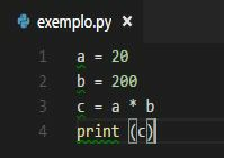 exemplo.py ×
1 a = 20
2 b = 200
3 c = a * b
4 print (c)